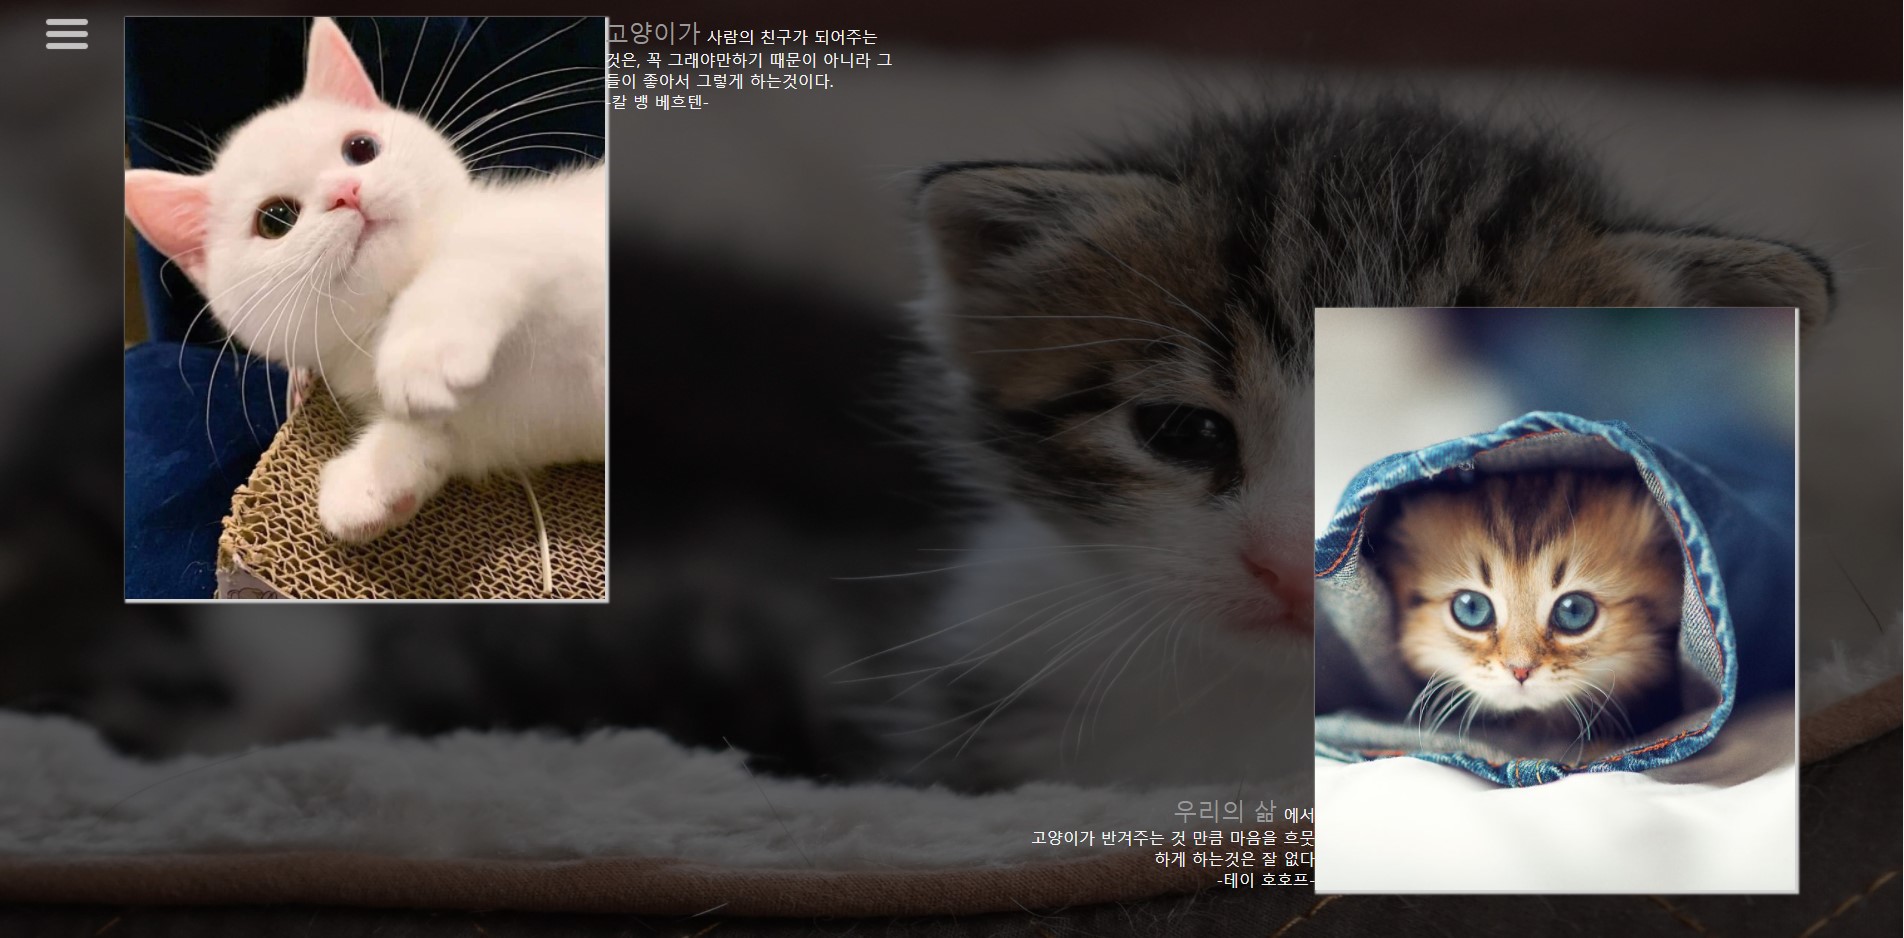 고양이가 사람의 친구가 되어주는
것은, 꼭 그래야만하기 때문이 아니라 그
들이 좋아서 그렇게 하는것이다.
-칼 뱅 베흐텐-
우리의 삶 에서
고양이가 반겨주는 것 만큼 마음을 흐뭇
하게 하는것은 잘 없다
-테이 호호프-